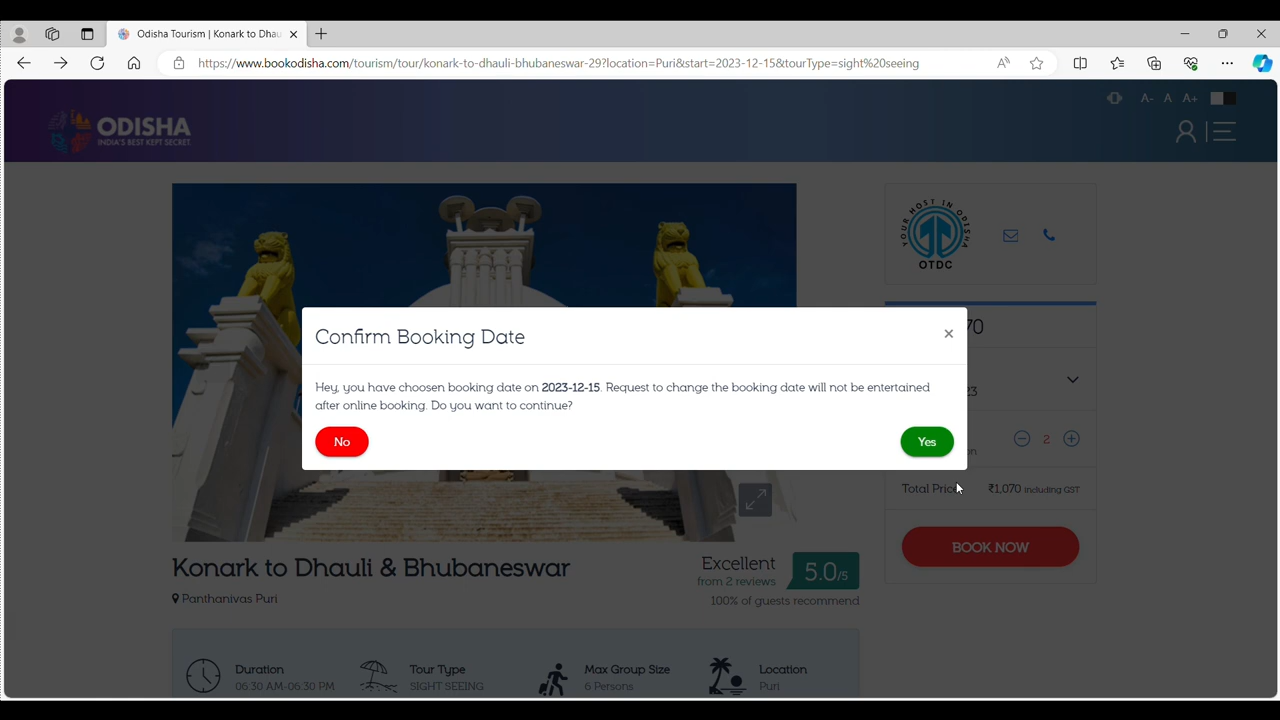 Odisha Tourism | Konark to Dhau
https://www.bookodisha.com/tourism/tour/konark-to-dhauli-bhubaneswar-29?location=Puri&start=2023-12-15&tourType=sight%20seeing
A- A A+
ODISHA
INDIA'S BEST KEPT SECRET
YOUR HOST IN ODISHA
OTDC
70
Confirm Booking Date
Hey, you have choosen booking date on 2023-12-15. Request to change the booking date will not be entertained
after online booking. Do you want to continue?
23
No
Yes
2
on
Total Price ₹1,070 including GST
BOOK NOW
Konark to Dhauli & Bhubaneswar
Panthanivas Puri
Excellent
from 2 reviews
5.0/5
100% of guests recommend
Duration
06:30 AM-06:30 PM
Tour Type
SIGHT SEEING
Max Group Size
6 Persons
Location
Puri